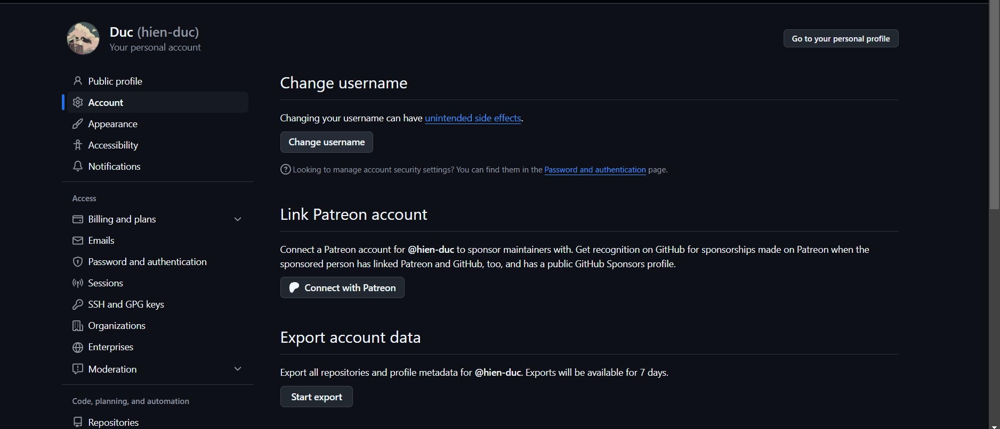 Duc (hien-duc)
Your personal account
Go to your personal profile
Public profile
Account
Appearance
Accessibility
Notifications
Access
Billing and plans
Emails
Password and authentication
Sessions
SSH and GPG keys
Organizations
Enterprises
Moderation
Code, planning, and automation
Repositories
Change username
Changing your username can have unintended side effects.
Change username
Looking to manage account security settings? You can find them in the Password and authentication page.
Link Patreon account
Connect a Patreon account for @hien-duc to sponsor maintainers with. Get recognition on GitHub for sponsorships made on Patreon when the
sponsored person has linked Patreon and GitHub, too, and has a public GitHub Sponsors profile.
Connect with Patreon
Export account data
Export all repositories and profile metadata for @hien-duc. Exports will be available for 7 days.
Start export